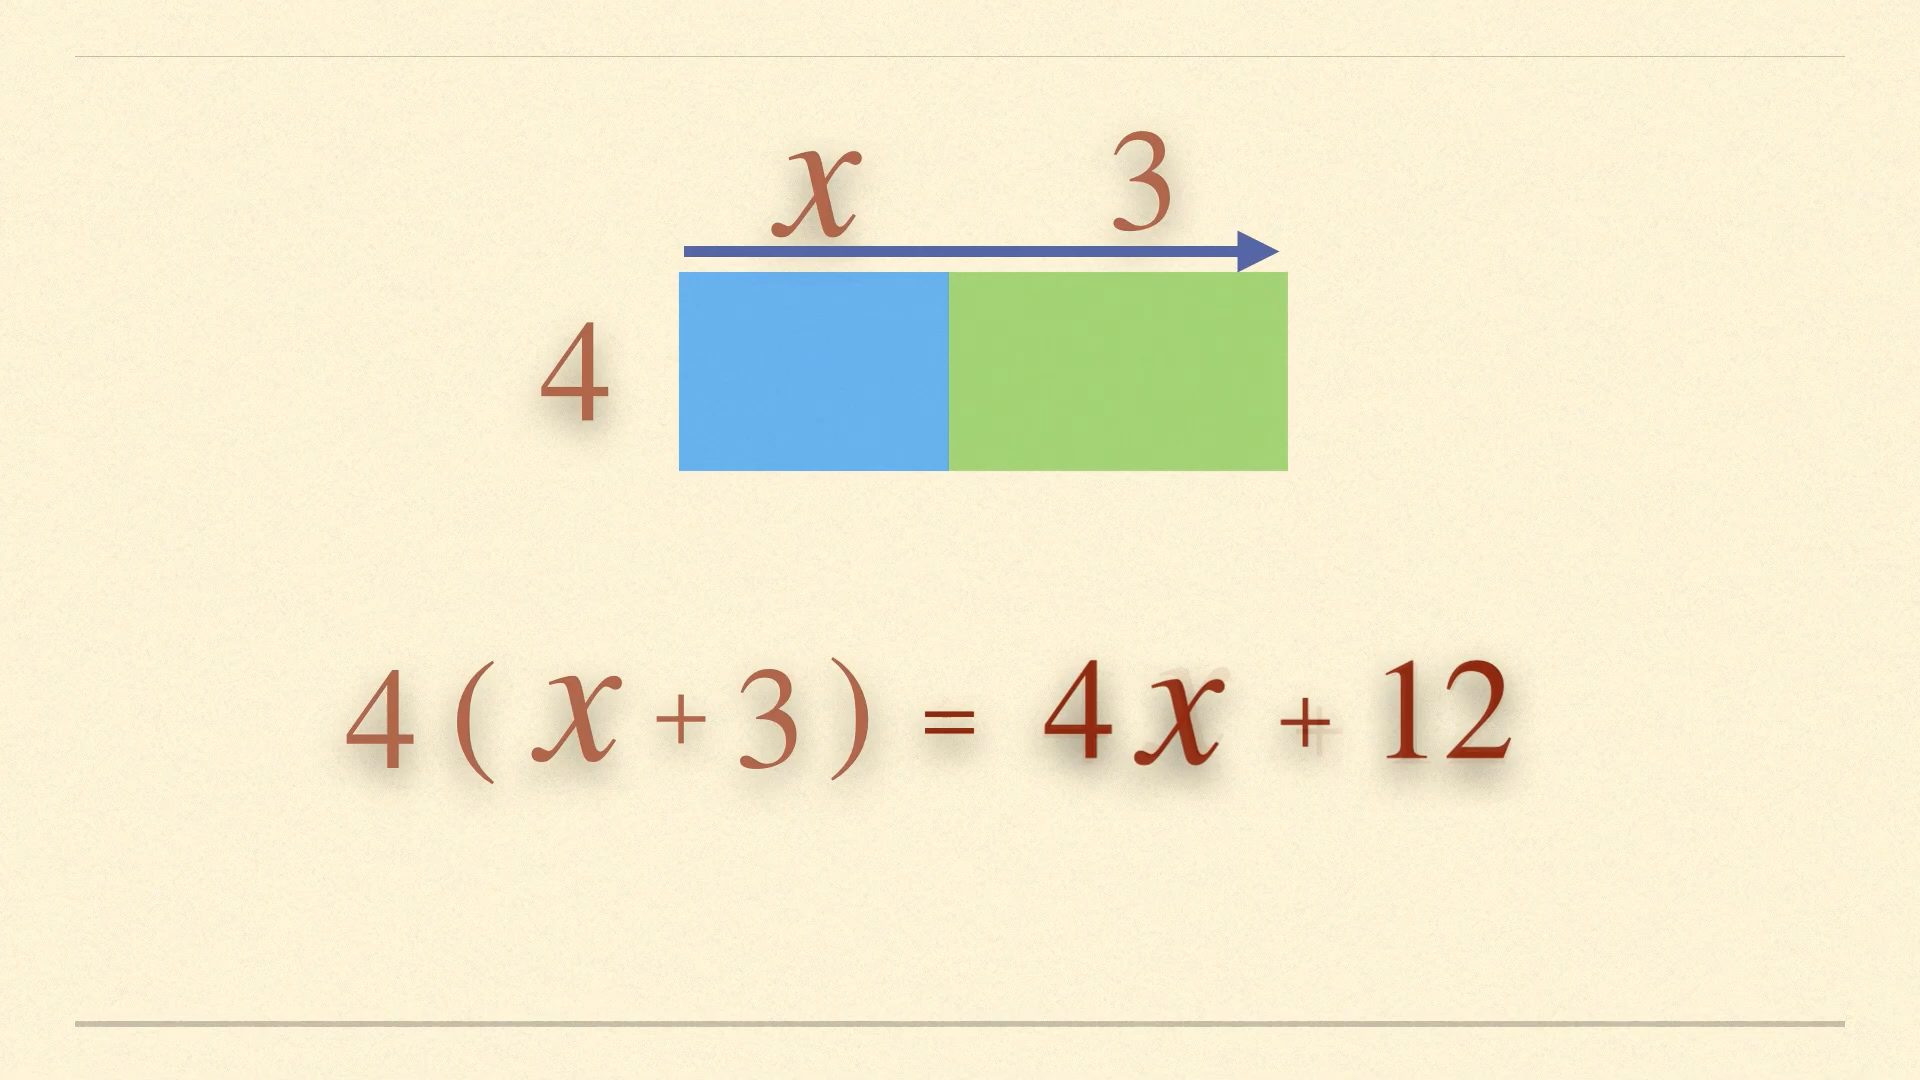 x 3
4
4 ( x + 3 ) = 4x + 12